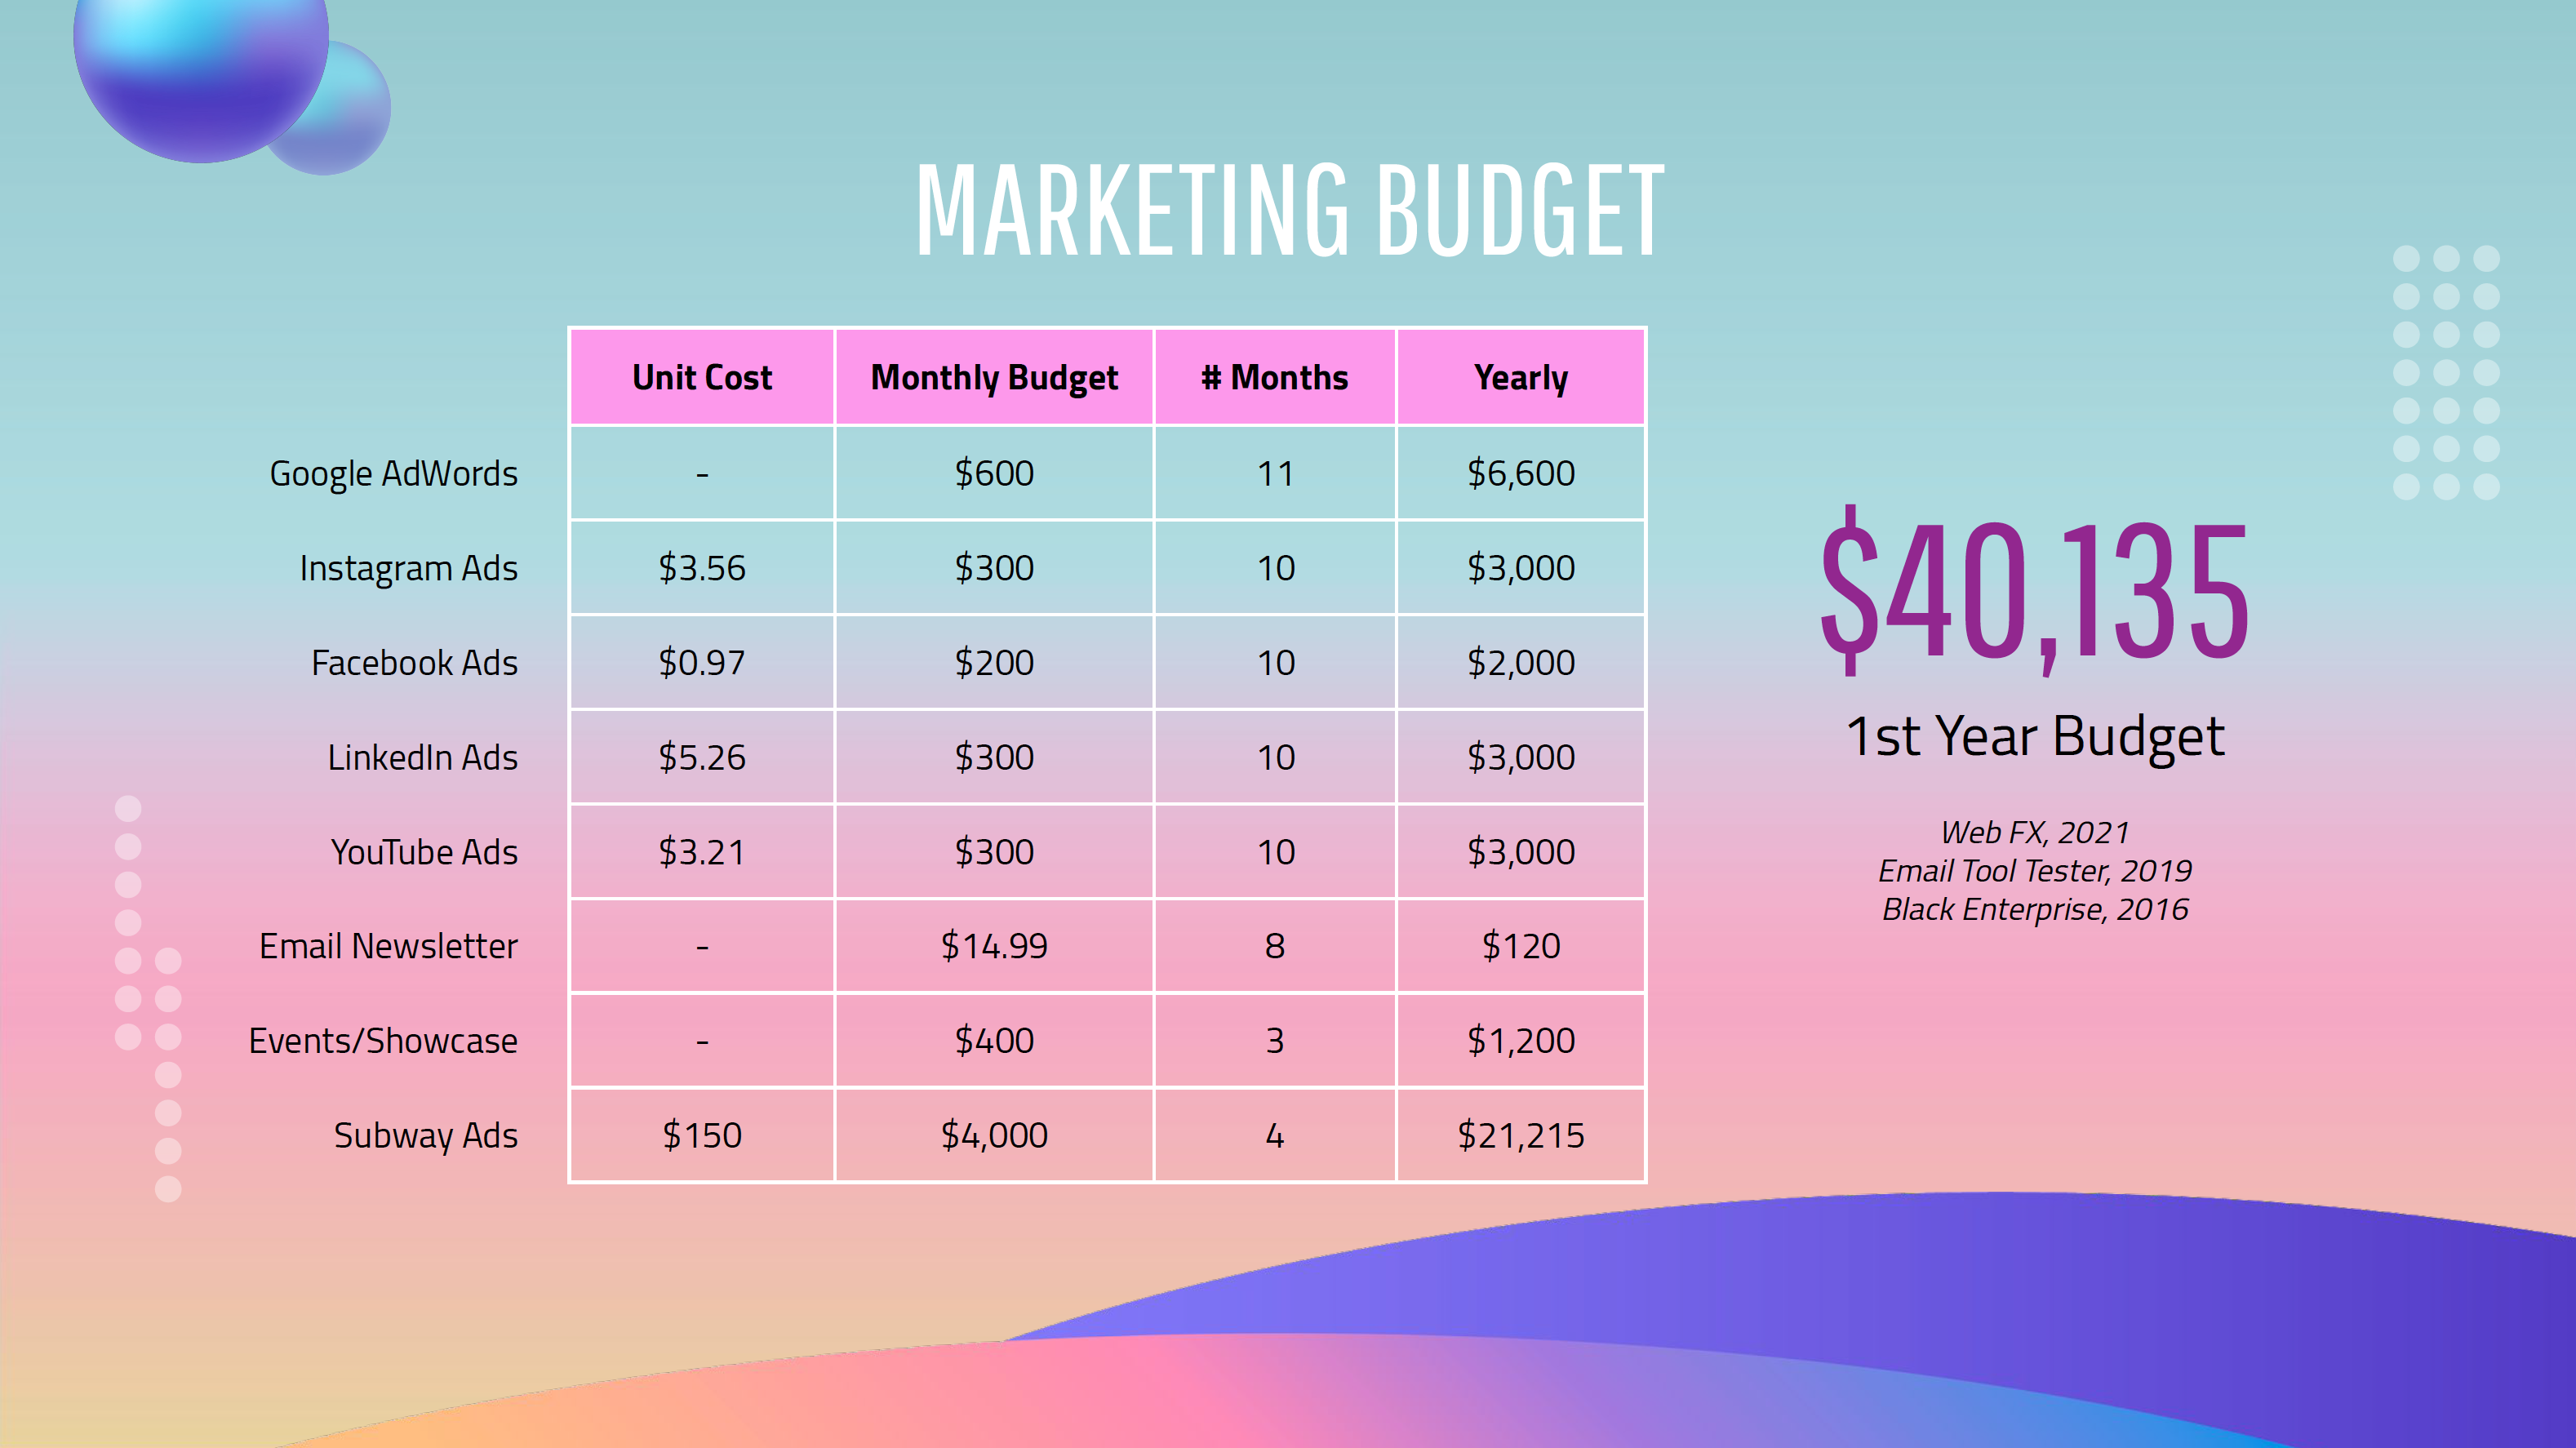 MARKETING BUDGET
Unit Cost Monthly Budget # Months Yearly
Google AdWords - $600 11 $6,600
Instagram Ads $3.56 $300 10 $3,000
Facebook Ads $0.97 $200 10 $2,000
LinkedIn Ads $5.26 $300 10 $3,000
YouTube Ads $3.21 $300 10 $3,000
Email Newsletter - $14.99 8 $120
Events/Showcase - $400 3 $1,200
Subway Ads $150 $4,000 4 $21,215
$40,135
1st Year Budget
Web FX, 2021
Email Tool Tester, 2019
Black Enterprise, 2016